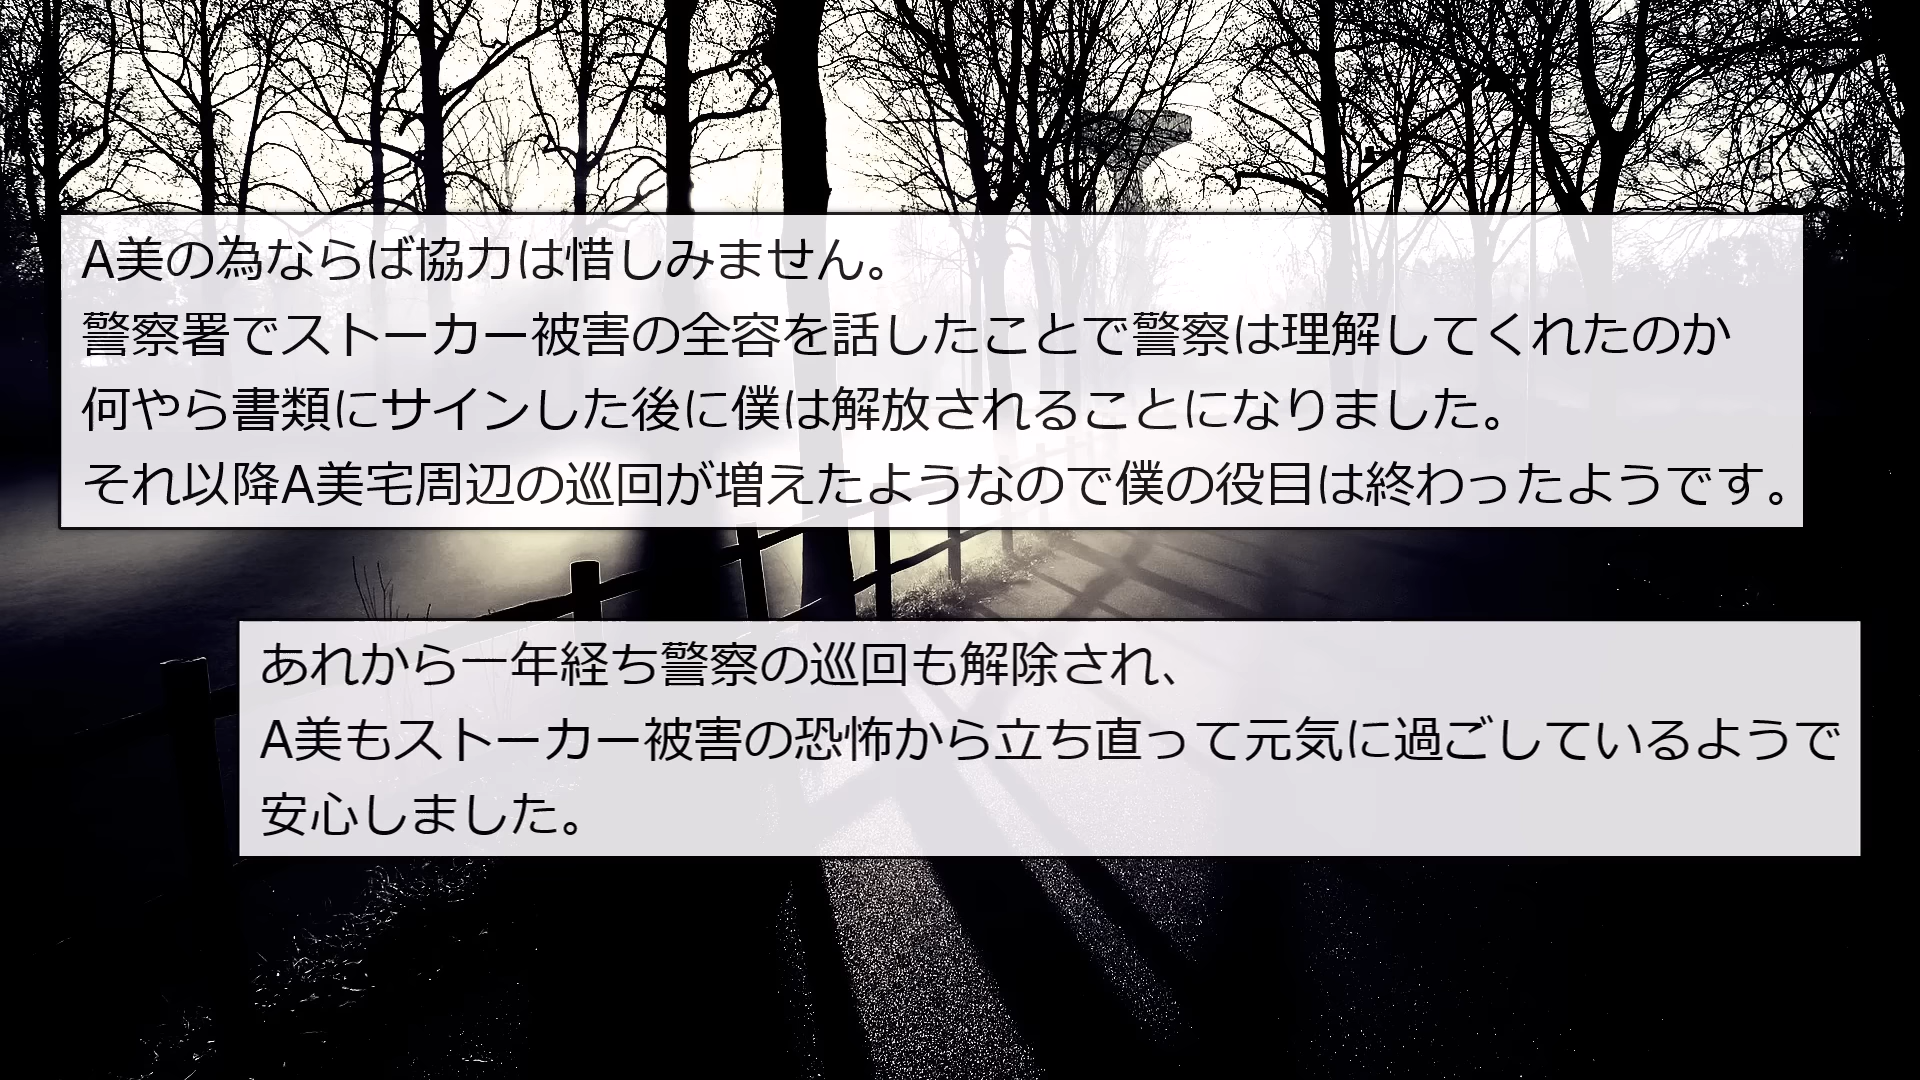 A美の為ならば協力は惜しみません。
警察署でストーカー被害の全容を話したことで警察は理解してくれたのか
何やら書類にサインした後に僕は解放されることになりました。
それ以降A美宅周辺の巡回が増えたようなので僕の役目は終わったようです。
あれから一年経ち警察の巡回も解除され、
A美もストーカー被害の恐怖から立ち直って元気に過ごしているようで
安心しました。